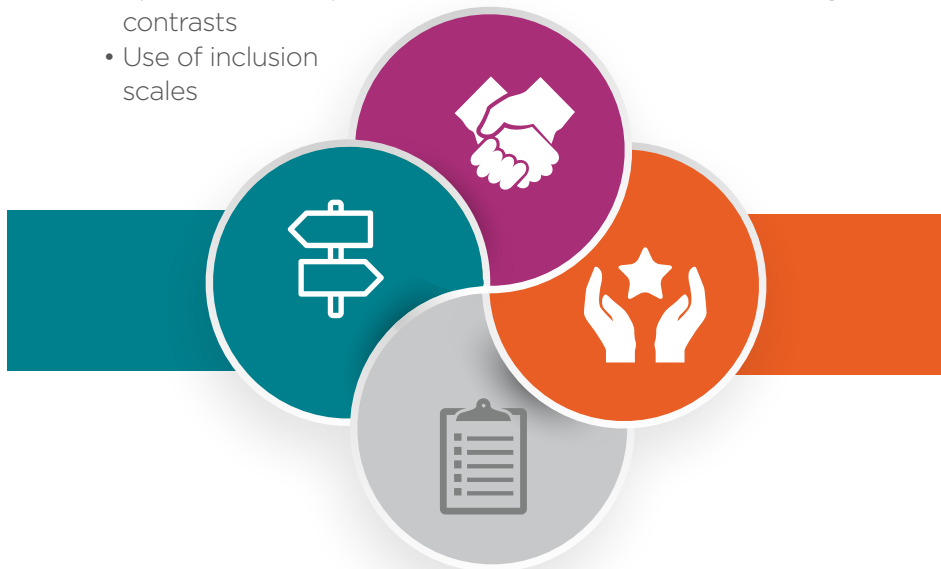 contrasts
• Use of inclusion
scales